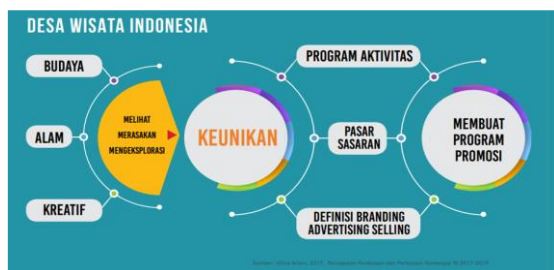 DESA WISATA INDONESIA
BUDAYA
ALAM
KREATIF
MELIHAT
MERASAKAN
MENGEKSPLORASI
KEUNIKAN
PROGRAM AKTIVITAS
PASAR
SASARAN
DEFINISI BRANDING
ADVERTISING SELLING
MEMBUAT
PROGRAM
PROMOSI